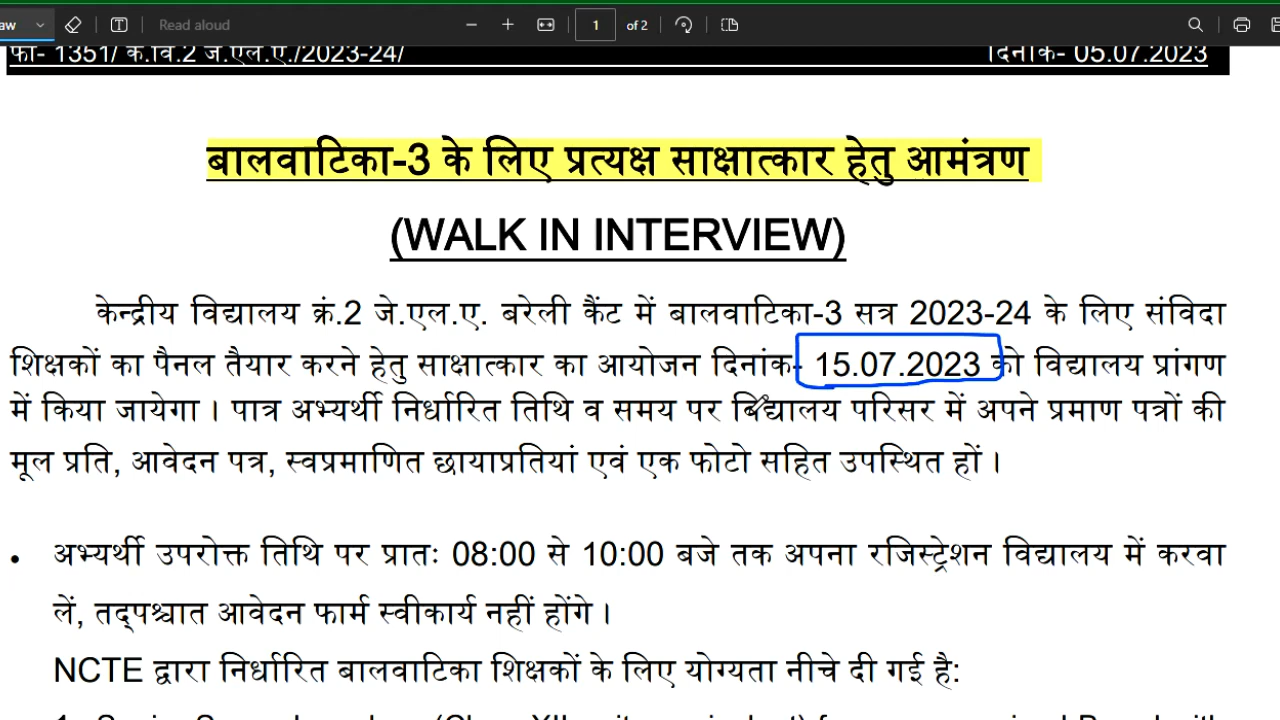 aw
Read aloud
1 of 2
फा- 1351/ के.वि.2 जे.एल.ए./2023-24/ दिनांक- 05.07.2023
बालवाटिका-3 के लिए प्रत्यक्ष साक्षात्कार हेतु आमंत्रण
(WALK IN INTERVIEW)
केन्द्रीय विद्यालय क्रं.2 जे.एल.ए. बरेली कैंट में बालवाटिका-3 सत्र 2023-24 के लिए संविदा
शिक्षकों का पैनल तैयार करने हेतु साक्षात्कार का आयोजन दिनांक- 15.07.2023 को विद्यालय प्रांगण
में किया जायेगा । पात्र अभ्यर्थी निर्धारित तिथि व समय पर विद्यालय परिसर में अपने प्रमाण पत्रों की
मूल प्रति, आवेदन पत्र, स्वप्रमाणित छायाप्रतियां एवं एक फोटो सहित उपस्थित हों ।
• अभ्यर्थी उपरोक्त तिथि पर प्रातः 08:00 से 10:00 बजे तक अपना रजिस्ट्रेशन विद्यालय में करवा
लें, तद्पश्चात आवेदन फार्म स्वीकार्य नहीं होंगे ।
NCTE द्वारा निर्धारित बालवाटिका शिक्षकों के लिए योग्यता नीचे दी गई है: